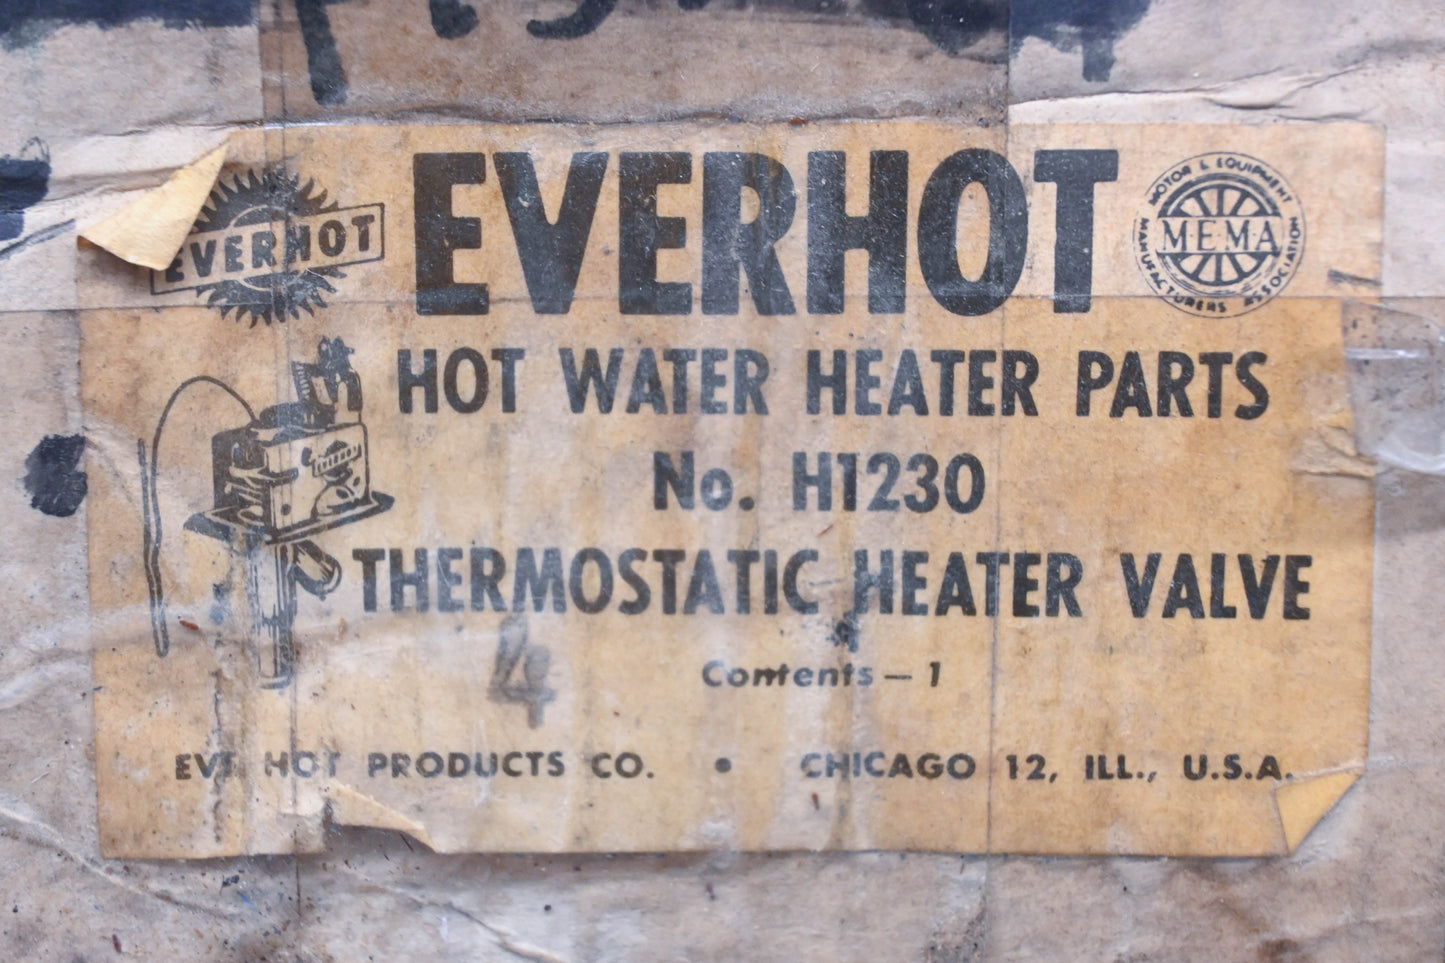 EVERHOT
EVERHOT
MOTOR & EQUIPMENT
MEMA
MANUFACTURERS ASSOCIATION
HOT WATER HEATER PARTS
No. H1230
THERMOSTATIC HEATER VALVE
4
Contents – 1
HOT PRODUCTS CO. • CHICAGO 12, ILL., U.S.A.